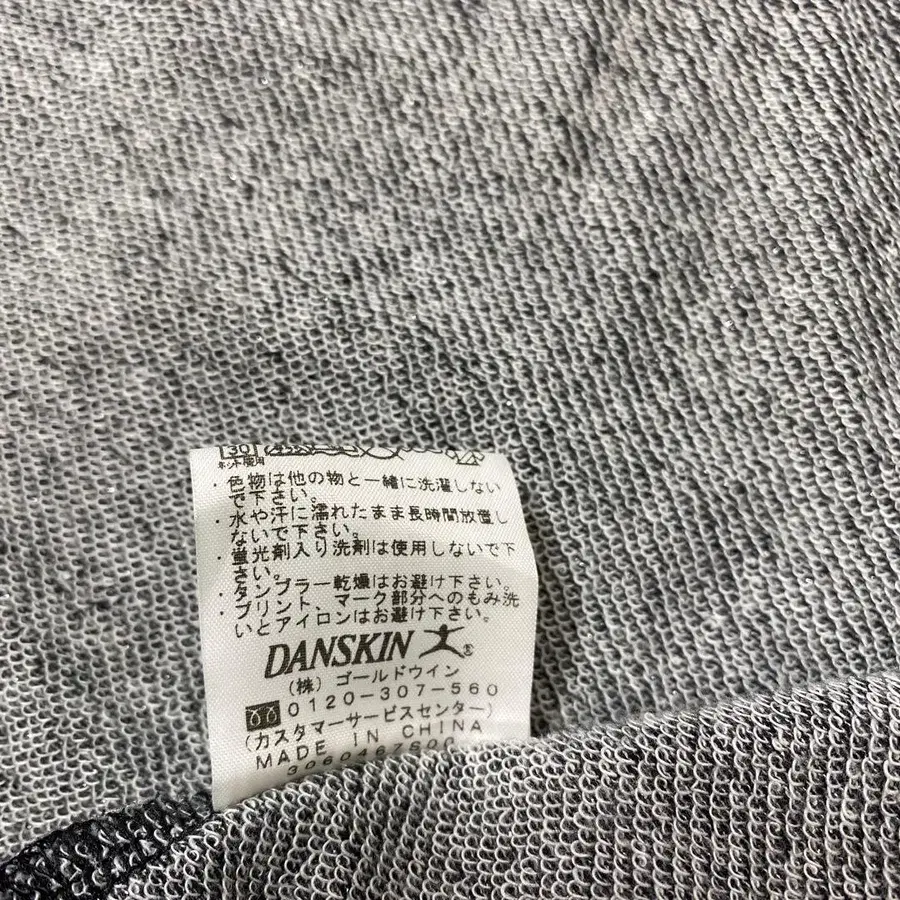 30
ネット使用
・色物は他の物と一緒に洗濯しない
で下さい。
・水や汗に濡れたまま長時間放置し
ないで下さい。
・蛍光剤入り洗剤は使用しないで下
さい。
・タンブラー乾燥はお避け下さい。
・プリント、マーク部分へのもみ洗
いとアイロンはお避け下さい。
DANSKIN ®
(株) ゴールドウイン
0120-307-560
(カスタマーサービスセンター)
MADE IN CHINA